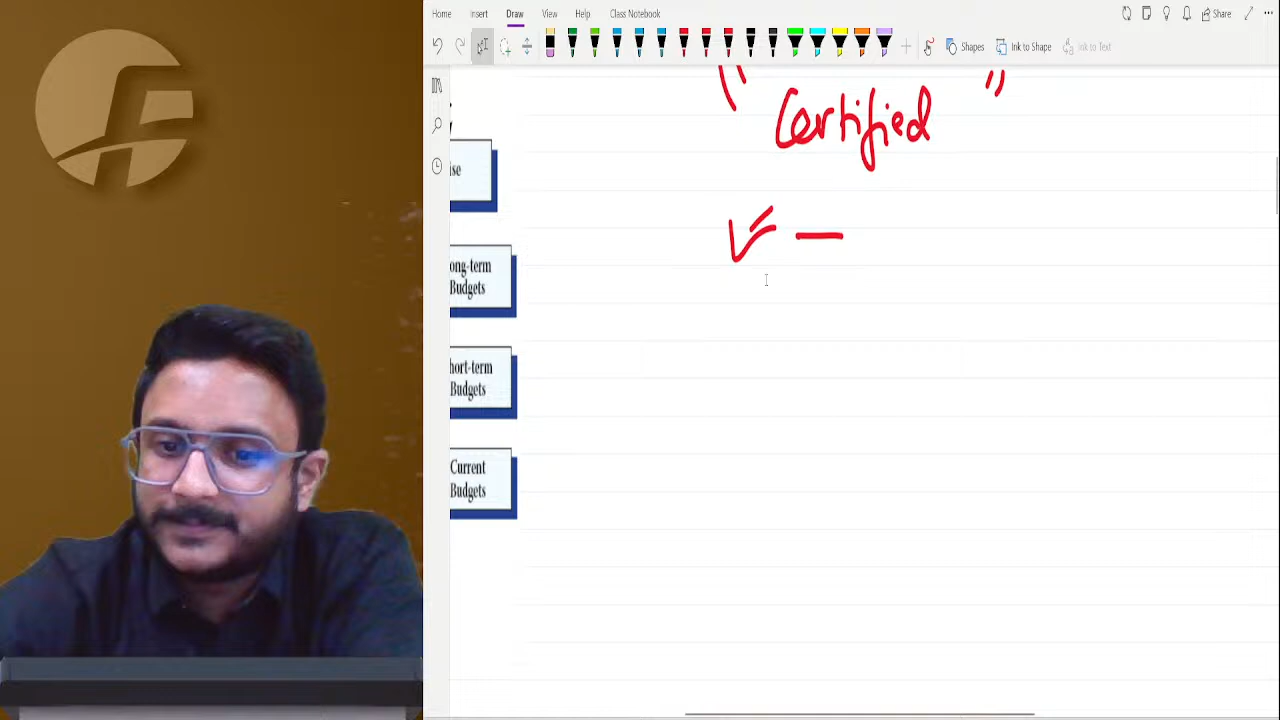 Home Insert Draw View Help Class Notebook Share
Shapes Ink to Shape Ink to Text
"
"
Certified
ise
ong-term
Budgets
hort-term
Budgets
Current
Budgets